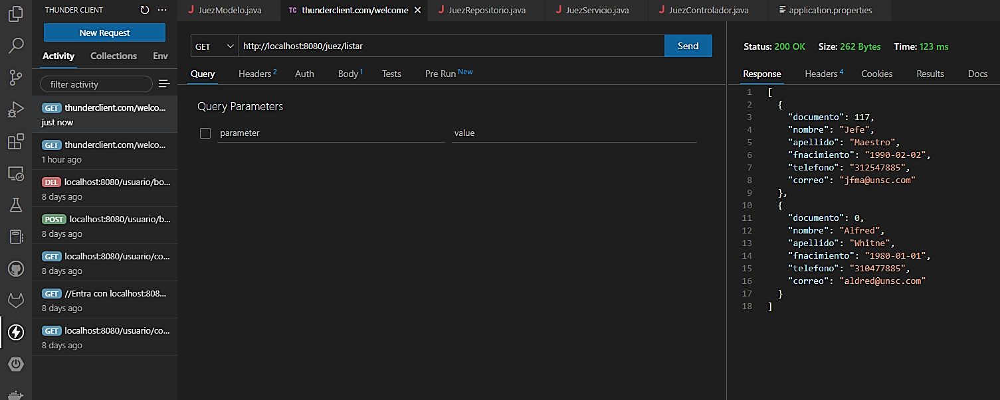 THUNDER CLIENT
New Request
Activity Collections Env
filter activity
GET thunderclient.com/welco...
just now
GET thunderclient.com/welco...
1 hour ago
DEL localhost:8080/usuario/bo...
8 days ago
POST localhost:8080/usuario/b...
8 days ago
GET localhost:8080/usuario/co...
8 days ago
GET //Entra con localhost:808...
8 days ago
GET localhost:8080/usuario/co...
8 days ago
J JuezModelo.java TC thunderclient.com/welcome J JuezRepositorio.java J JuezServicio.java J JuezControlador.java application.properties
GET http://localhost:8080/juez/listar Send
Query Headers 2 Auth Body 1 Tests Pre Run New
Query Parameters
parameter value
Status: 200 OK Size: 262 Bytes Time: 123 ms
Response Headers 4 Cookies Results Docs
1 [
2 {
3 "documento": 117,
4 "nombre": "Jefe",
5 "apellido": "Maestro",
6 "fnacimiento": "1990-02-02",
7 "telefono": "312547885",
8 "correo": "jfma@unsc.com"
9 },
10 {
11 "documento": 0,
12 "nombre": "Alfred",
13 "apellido": "Whitne",
14 "fnacimiento": "1980-01-01",
15 "telefono": "310477885",
16 "correo": "aldred@unsc.com"
17 }
18 ]